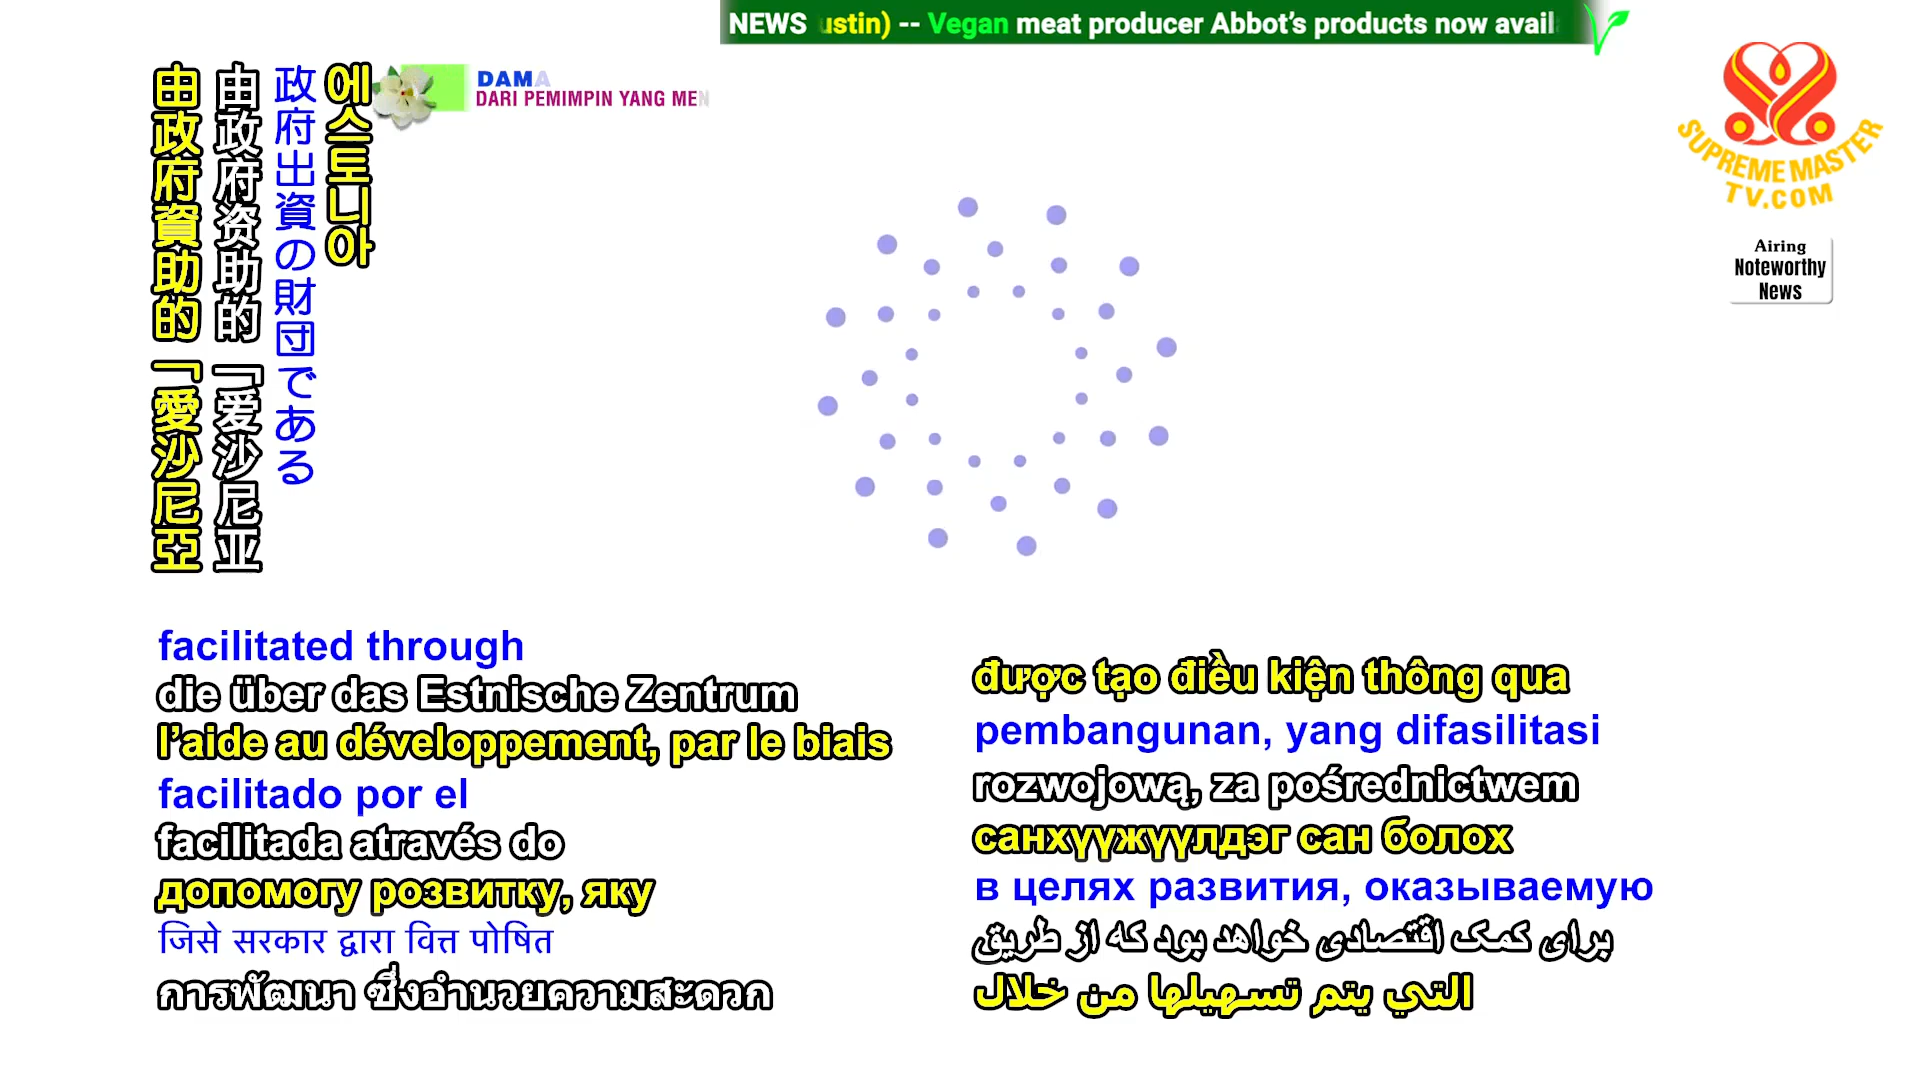 NEWS ustin) -- Vegan meat producer Abbot’s products now avail
DAMA
DARI PEMIMPIN YANG MEN
SUPREME MASTER
TV.COM
Airing
Noteworthy
News
에스토니아
政府出資の財団である
由政府资助的「爱沙尼亚
由政府資助的「愛沙尼亞
facilitated through
die über das Estnische Zentrum
l’aide au développement, par le biais
facilitado por el
facilitada através do
допомогу розвитку, яку
जिसे सरकार द्वारा वित्त पोषित
การพัฒนา ซึ่งอำนวยความสะดวก
được tạo điều kiện thông qua
pembangunan, yang difasilitasi
rozwojową, za pośrednictwem
санхүүжүүлдэг сан болох
в целях развития, оказываемую
برای کمک اقتصادی خواهد بود که از طریق
التي يتم تسهيلها من خلال